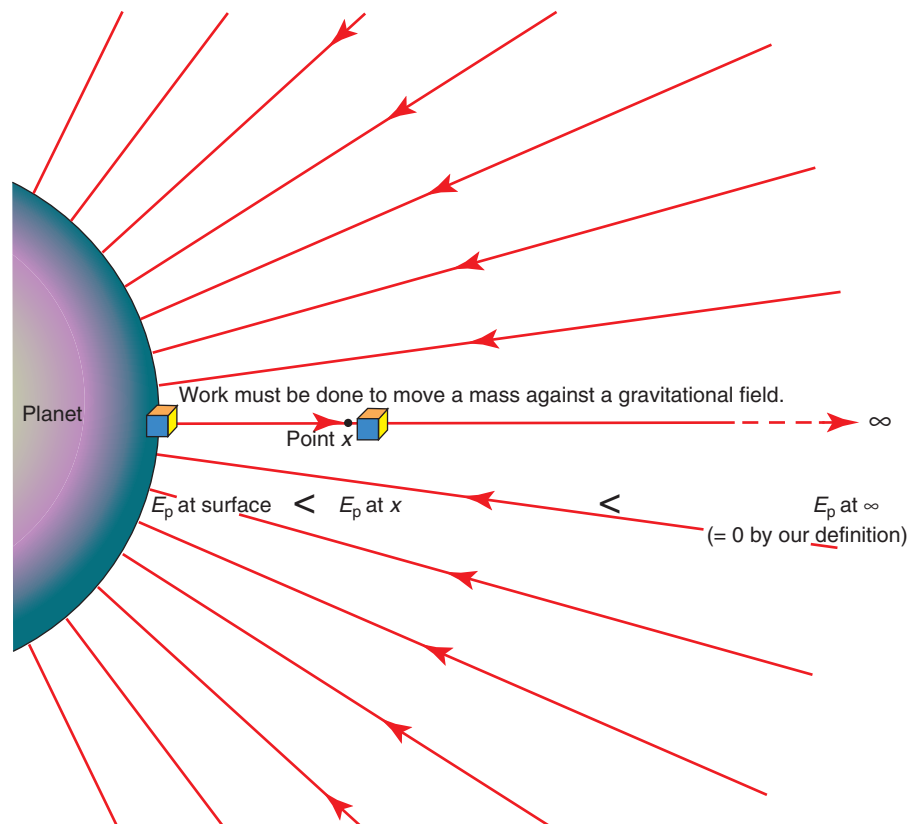 Work must be done to move a mass against a gravitational field.
Planet
∞
Point x
Eₚ at surface < Eₚ at x < Eₚ at ∞
(= 0 by our definition)